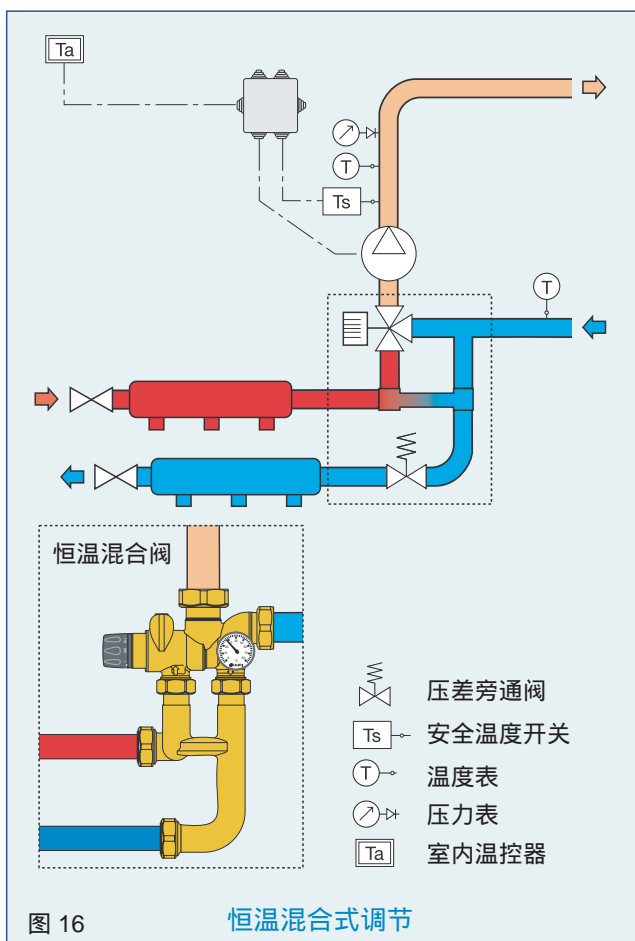 Ta
T
Ts
T
恒温混合阀
压差旁通阀
Ts 安全温度开关
T 温度表
压力表
Ta 室内温控器
图 16 恒温混合式调节